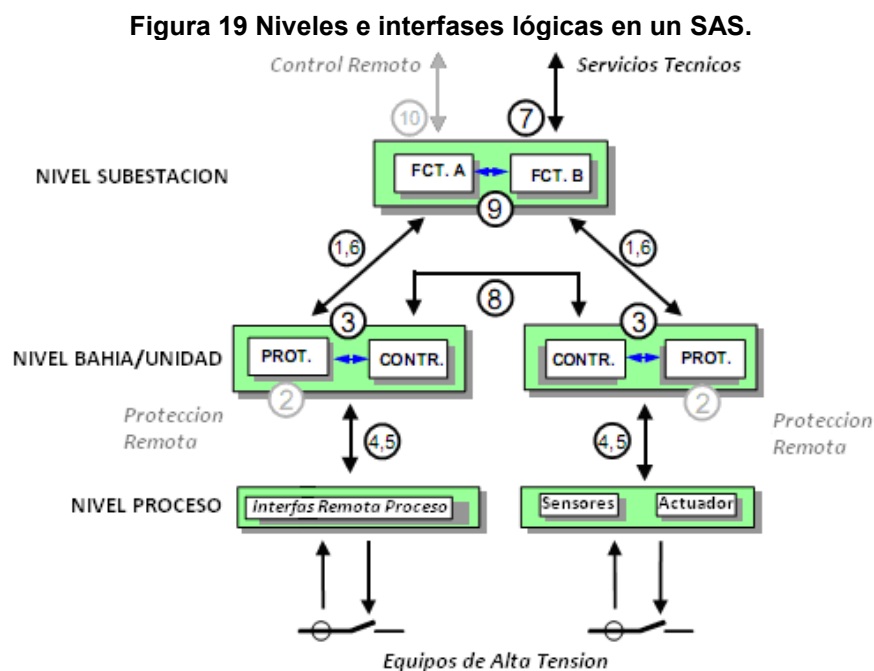 Figura 19 Niveles e interfases lógicas en un SAS.
Control Remoto
Servicios Tecnicos
10
7
NIVEL SUBESTACION
FCT. A
FCT. B
9
1,6
1,6
8
3
3
NIVEL BAHIA/UNIDAD
PROT.
CONTR.
CONTR.
PROT.
2
2
Proteccion
Remota
4,5
4,5
Proteccion
Remota
NIVEL PROCESO
Interfas Remota Proceso
Sensores
Actuador
Equipos de Alta Tension